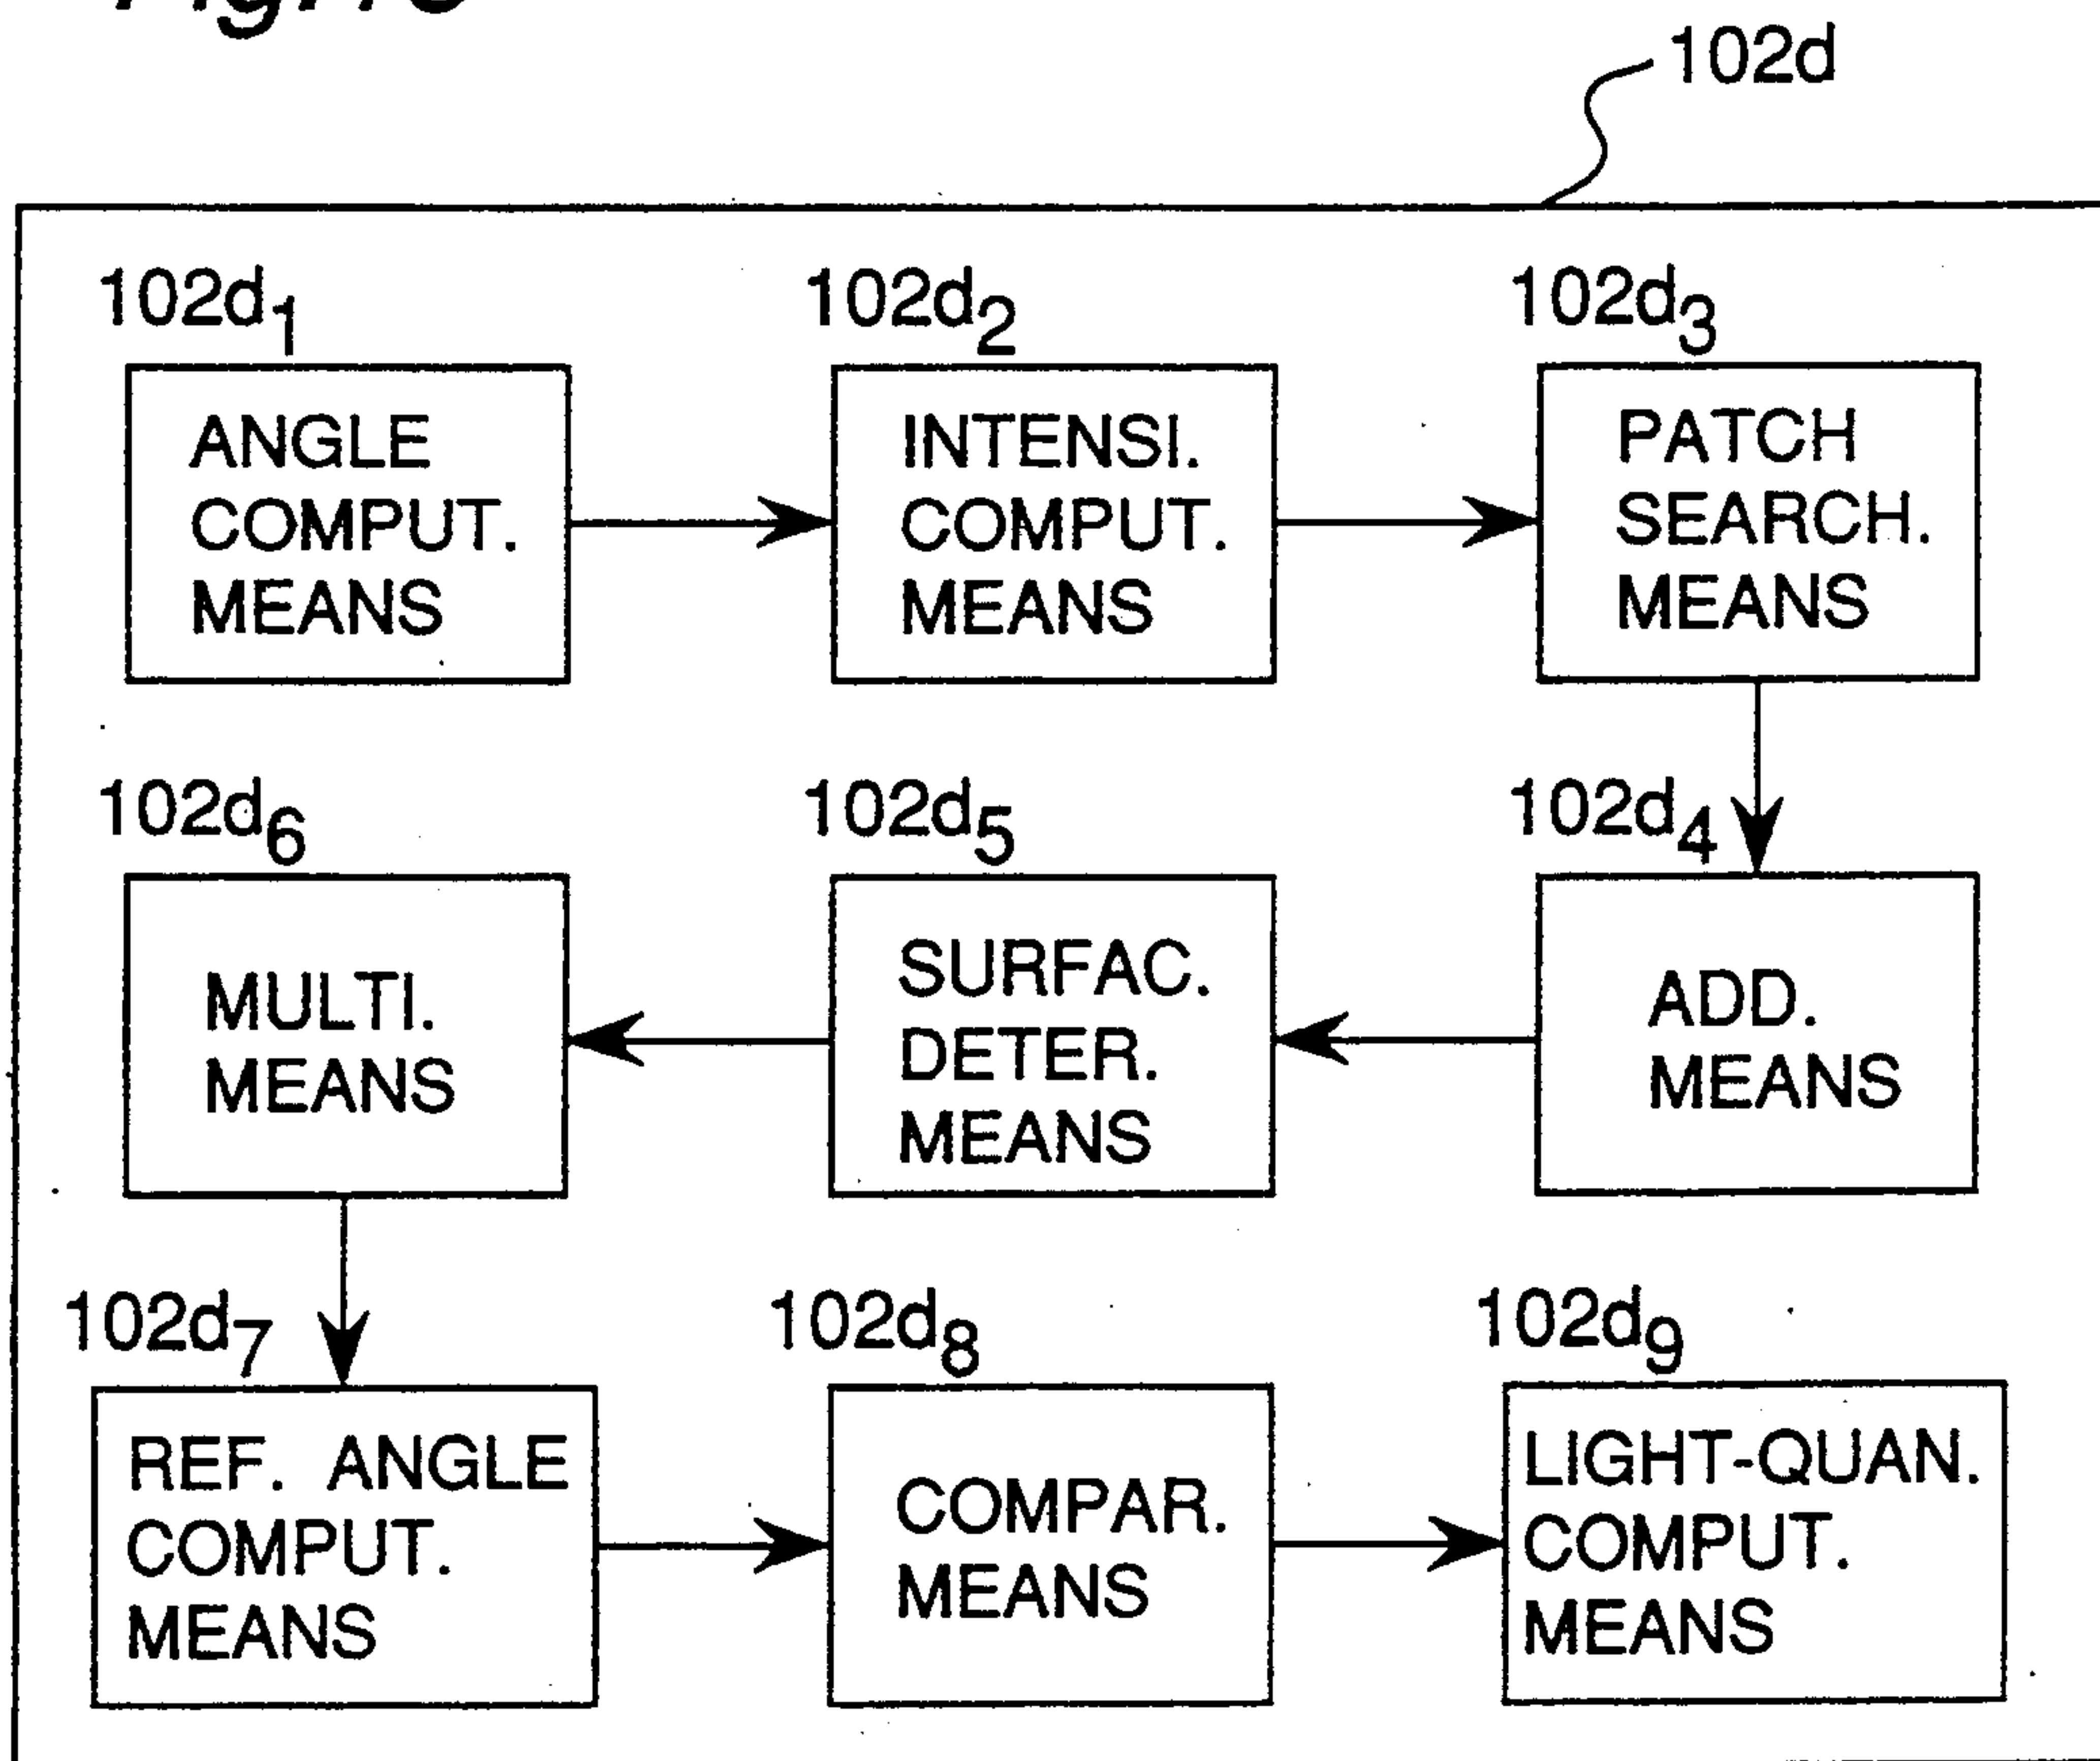 102d
102d1
102d2
102d3
ANGLE
COMPUT.
MEANS
INTENSI.
COMPUT.
MEANS
PATCH
SEARCH.
MEANS
102d6
102d5
102d4
MULTI.
MEANS
SURFAC.
DETER.
MEANS
ADD.
MEANS
102d7
102d8
102d9
REF. ANGLE
COMPUT.
MEANS
COMPAR.
MEANS
LIGHT-QUAN.
COMPUT.
MEANS